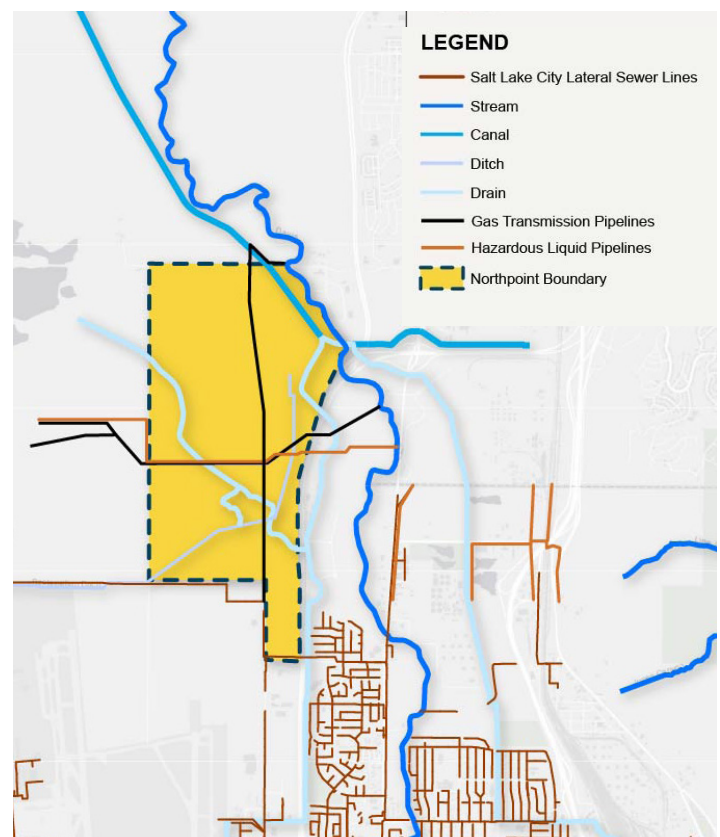 LEGEND
Salt Lake City Lateral Sewer Lines
Stream
Canal
Ditch
Drain
Gas Transmission Pipelines
Hazardous Liquid Pipelines
Northpoint Boundary